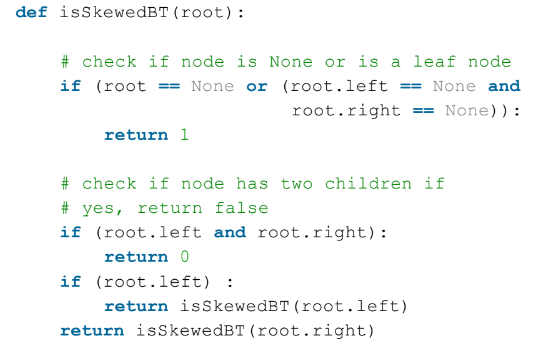 def isSkewedBT(root):
    # check if node is None or is a leaf node
    if (root == None or (root.left == None and
                         root.right == None)):
        return 1
    # check if node has two children if
    # yes, return false
    if (root.left and root.right):
        return 0
    if (root.left) :
        return isSkewedBT(root.left)
    return isSkewedBT(root.right)